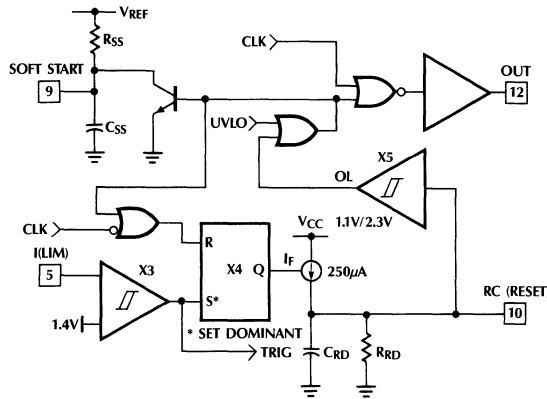 VREF
RSS
CLK
SOFT START
OUT
9
12
CSS
UVLO
X5
OL
1.1V/2.3V
CLK
VCC
I(LIM)
X3
R
X4
Q
IF
250µA
5
RC (RESET
10
1.4V
S*
* SET DOMINANT
TRIG
CRD
RRD